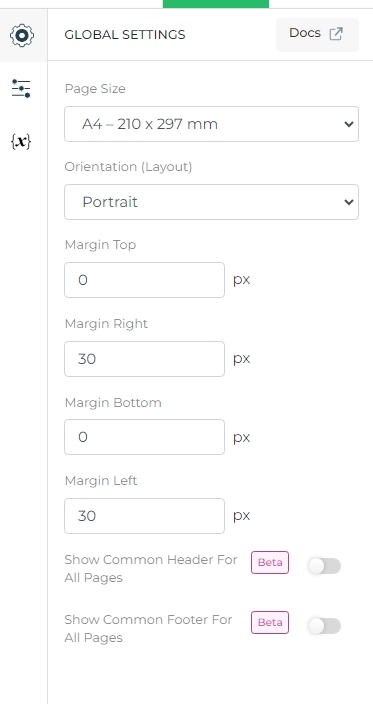 GLOBAL SETTINGS
Docs
{x}
Page Size
A4 – 210 x 297 mm
Orientation (Layout)
Portrait
Margin Top
0 px
Margin Right
30 px
Margin Bottom
0 px
Margin Left
30 px
Show Common Header For
All Pages
Beta
Show Common Footer For
All Pages
Beta